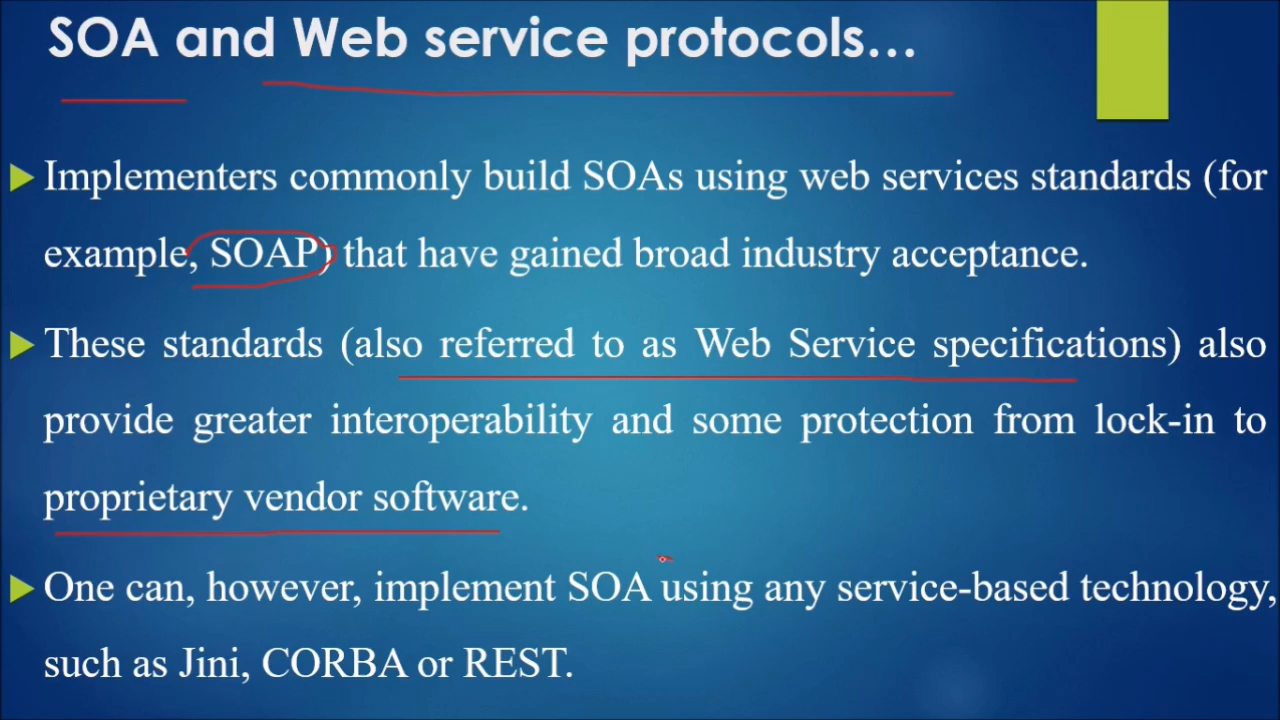 SOA and Web service protocols…
Implementers commonly build SOAs using web services standards (for
example, SOAP) that have gained broad industry acceptance.
These standards (also referred to as Web Service specifications) also
provide greater interoperability and some protection from lock-in to
proprietary vendor software.
One can, however, implement SOA using any service-based technology,
such as Jini, CORBA or REST.